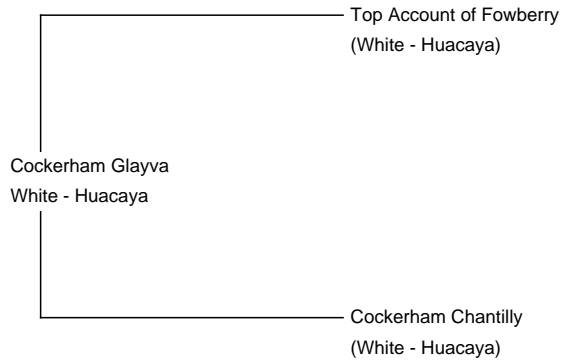 Top Account of Fowberry
(White - Huacaya)
Cockerham Glayva
White - Huacaya
Cockerham Chantilly
(White - Huacaya)